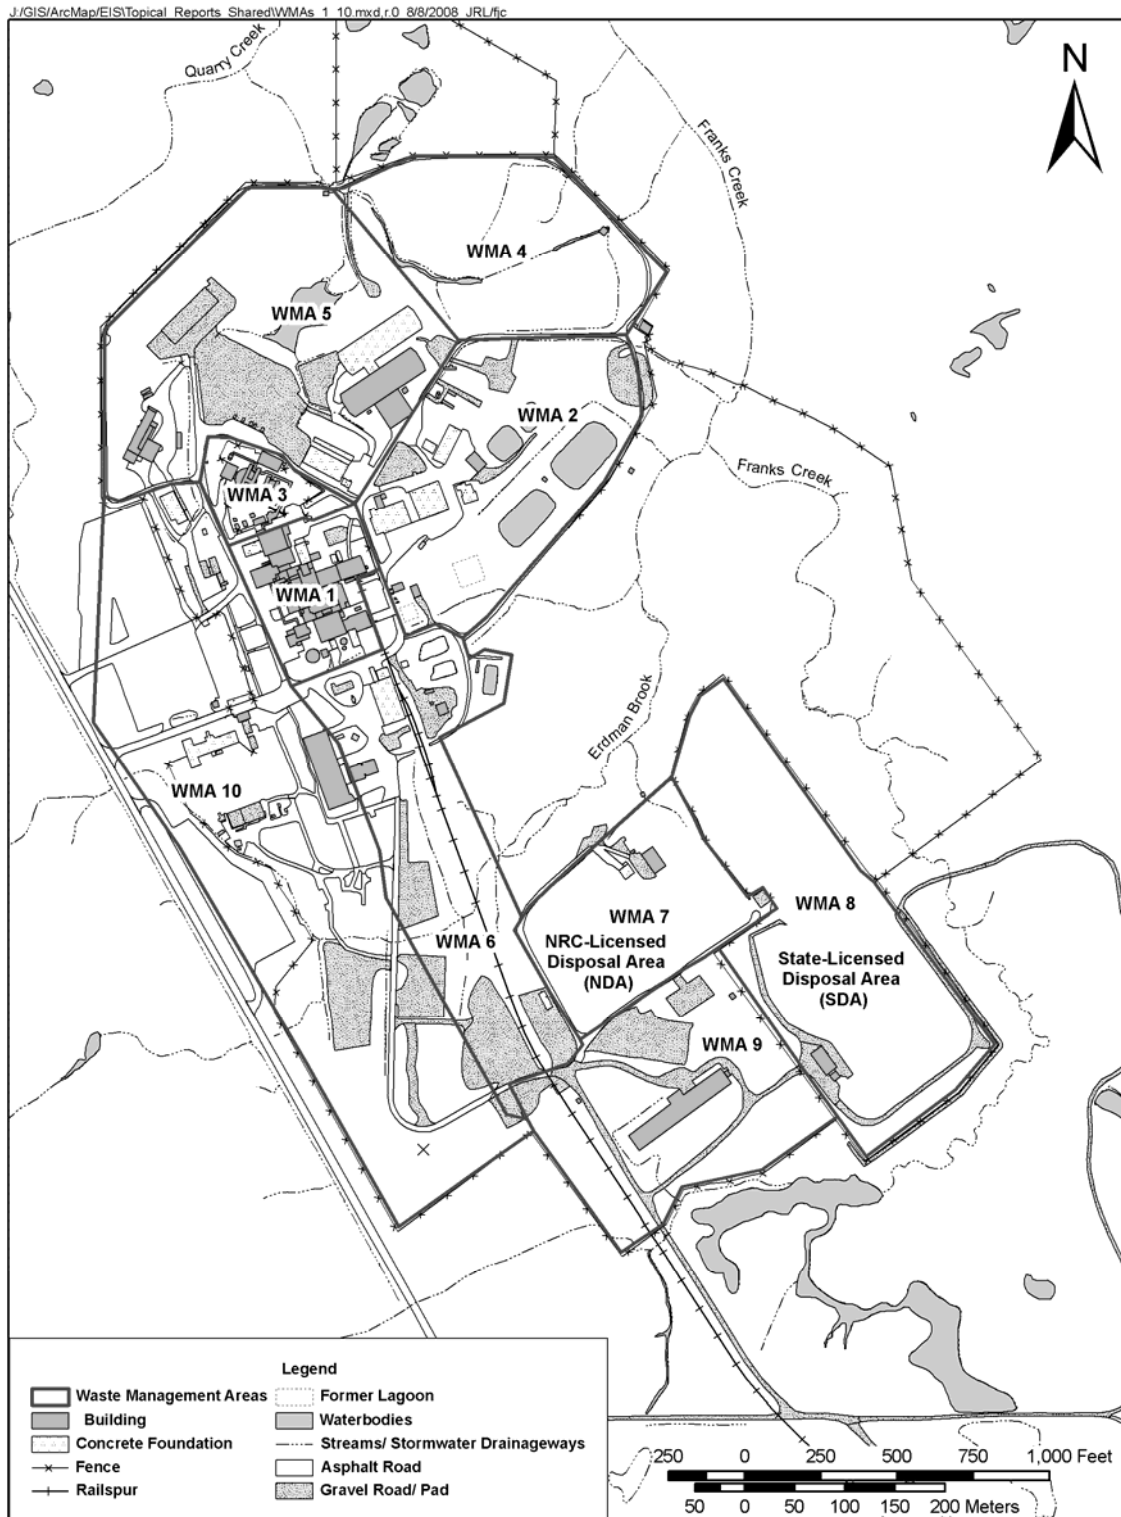 J:/GIS/ArcMap/EIS\Topical_Reports_Shared\WMAs_1_10.mxd,r.0_8/8/2008_JRL/fjc
Quarry Creek
N
Franks Creek
WMA 4
WMA 5
WMA 2
Franks Creek
WMA 3
WMA 1
Erdman Brook
WMA 10
WMA 8
WMA 7
NRC-Licensed
Disposal Area
(NDA)
WMA 6
State-Licensed
Disposal Area
(SDA)
WMA 9
Legend
Waste Management Areas
Building
Concrete Foundation
Fence
Railspur
Former Lagoon
Waterbodies
Streams/ Stormwater Drainageways
Asphalt Road
Gravel Road/ Pad
250 0 250 500 750 1,000 Feet
50 0 50 100 150 200 Meters